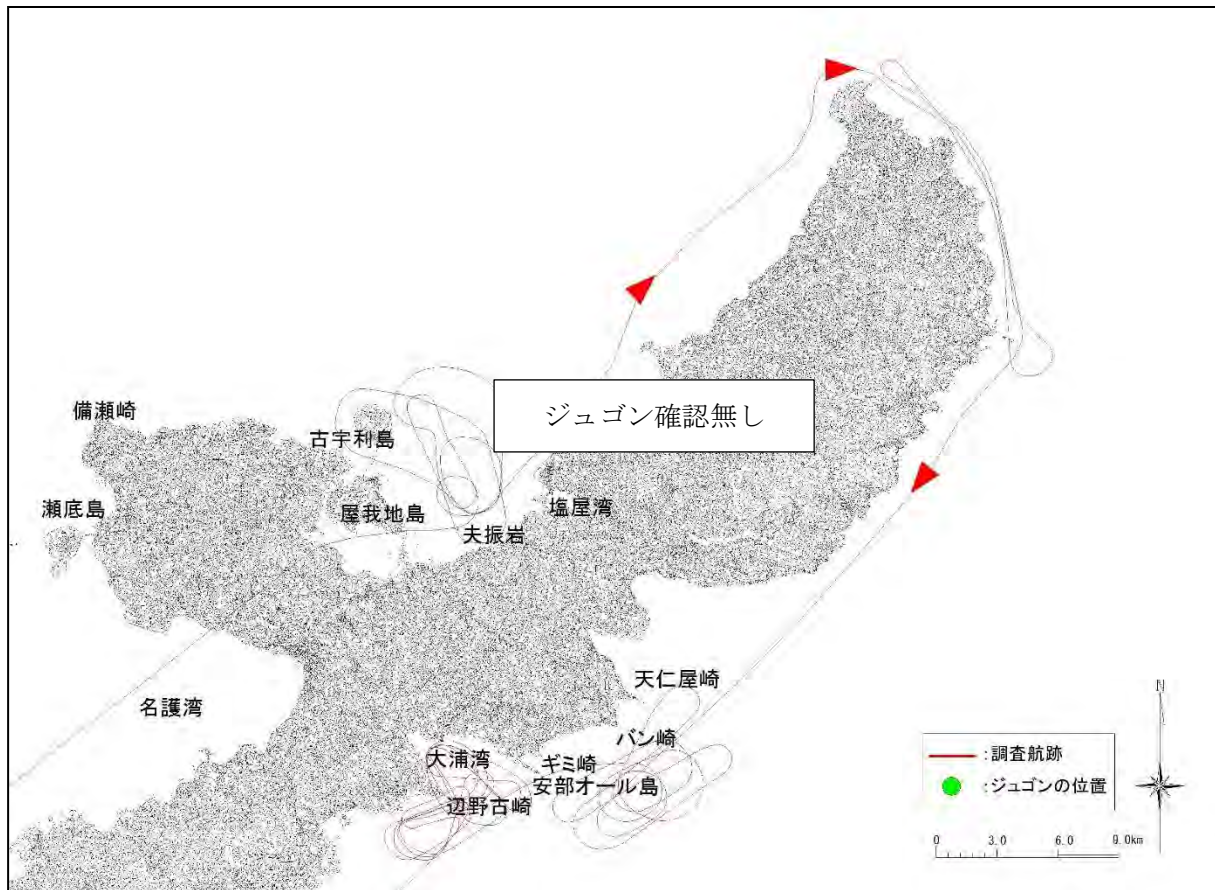 ジュゴン確認無し
備瀬崎
古宇利島
瀬底島
屋我地島
夫振岩
塩屋湾
天仁屋崎
名護湾
バン崎
大浦湾
ギミ崎
安部オール島
辺野古崎
N
:調査航跡
:ジュゴンの位置
0 3.0 6.0 9.0km